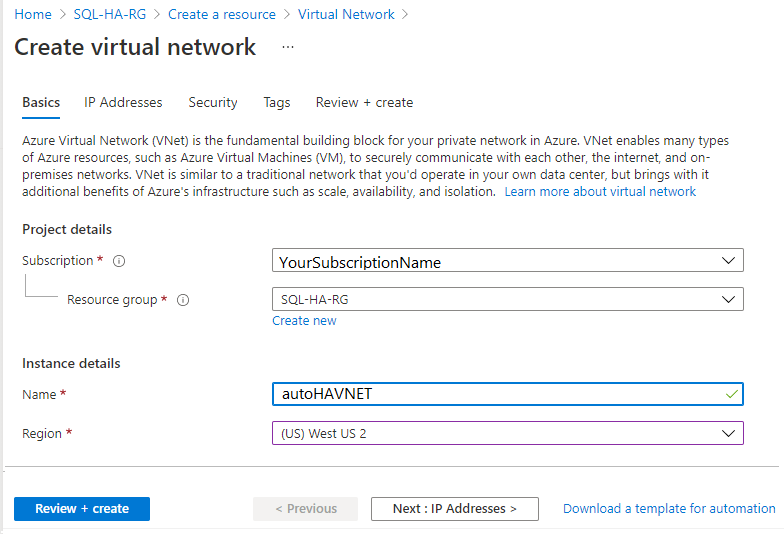 Home > SQL-HA-RG > Create a resource > Virtual Network >
Create virtual network ...
Basics IP Addresses Security Tags Review + create
Azure Virtual Network (VNet) is the fundamental building block for your private network in Azure. VNet enables many types
of Azure resources, such as Azure Virtual Machines (VM), to securely communicate with each other, the internet, and on-
premises networks. VNet is similar to a traditional network that you'd operate in your own data center, but brings with it
additional benefits of Azure's infrastructure such as scale, availability, and isolation. Learn more about virtual network
Project details
Subscription * YourSubscriptionName
Resource group * SQL-HA-RG
Create new
Instance details
Name * autoHAVNET
Region * (US) West US 2
Review + create < Previous Next : IP Addresses > Download a template for automation